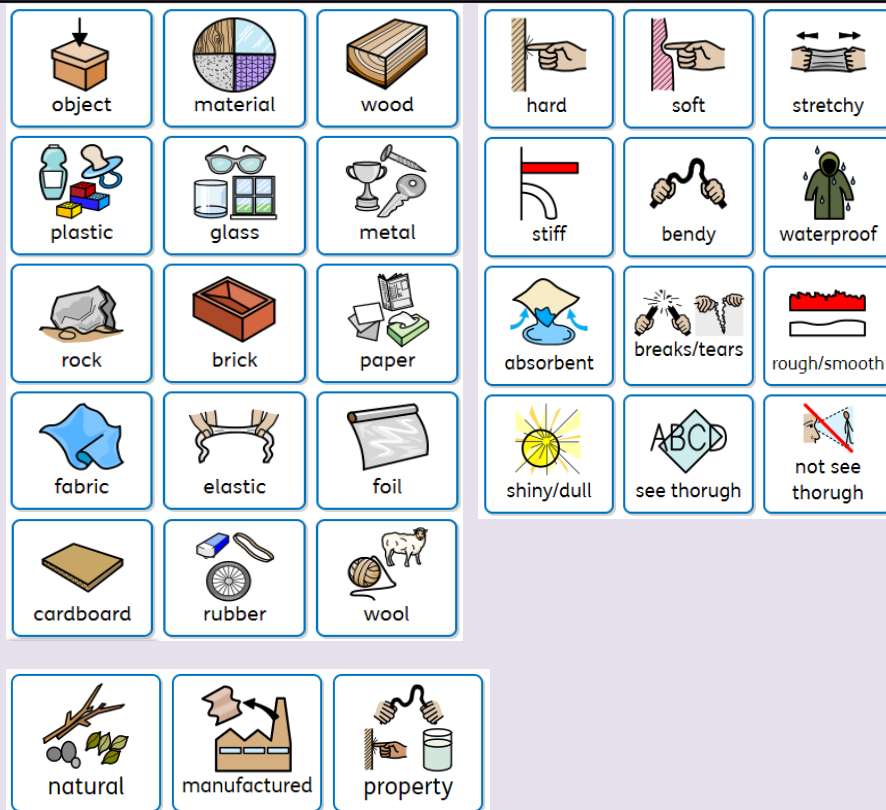 object
material
wood
plastic
glass
metal
rock
brick
paper
fabric
elastic
foil
cardboard
rubber
wool
hard
soft
stretchy
stiff
bendy
waterproof
absorbent
breaks/tears
rough/smooth
shiny/dull
ABCD
see thorugh
not see
thorugh
natural
manufactured
property